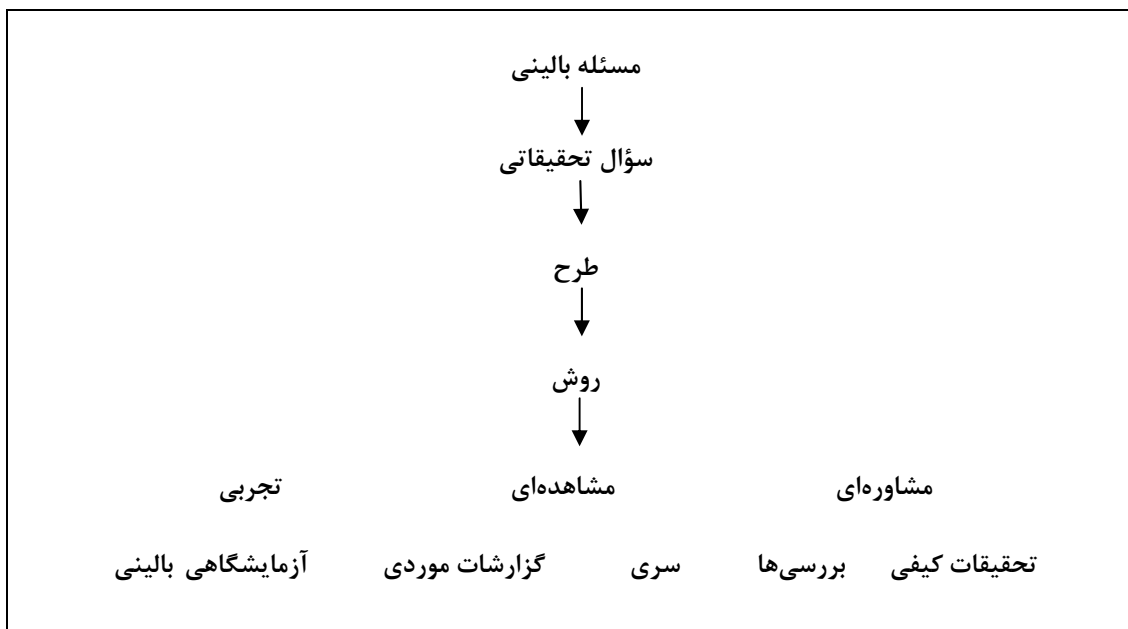 مسئله بالینی
سؤال تحقیقاتی
طرح
روش
مشاوره‌ای مشاهده‌ای تجربی
تحقیقات کیفی بررسی‌ها سری گزارشات موردی آزمایشگاهی بالینی